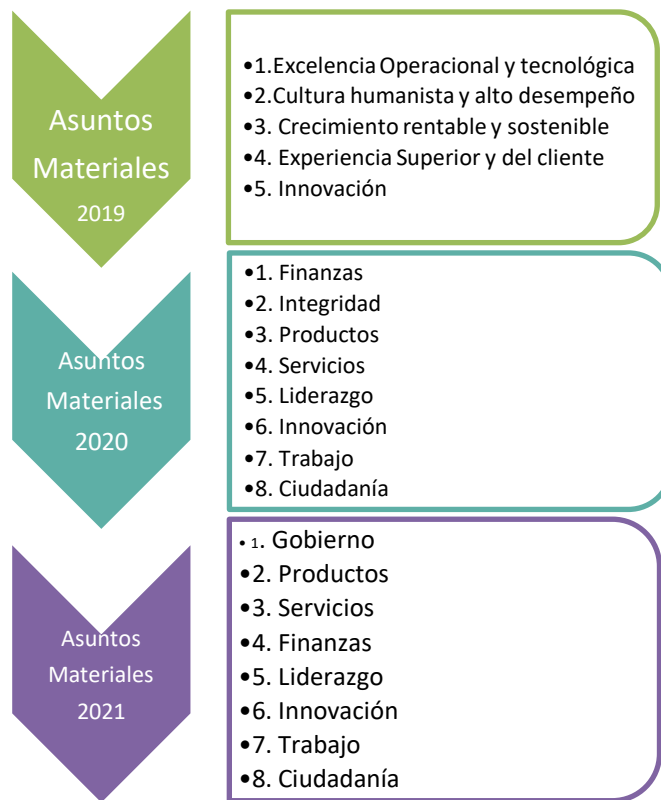 Asuntos
Materiales
2019
•1.Excelencia Operacional y tecnológica
•2.Cultura humanista y alto desempeño
•3. Crecimiento rentable y sostenible
•4. Experiencia Superior y del cliente
•5. Innovación
Asuntos
Materiales
2020
•1. Finanzas
•2. Integridad
•3. Productos
•4. Servicios
•5. Liderazgo
•6. Innovación
•7. Trabajo
•8. Ciudadanía
Asuntos
Materiales
2021
• 1. Gobierno
•2. Productos
•3. Servicios
•4. Finanzas
•5. Liderazgo
•6. Innovación
•7. Trabajo
•8. Ciudadanía